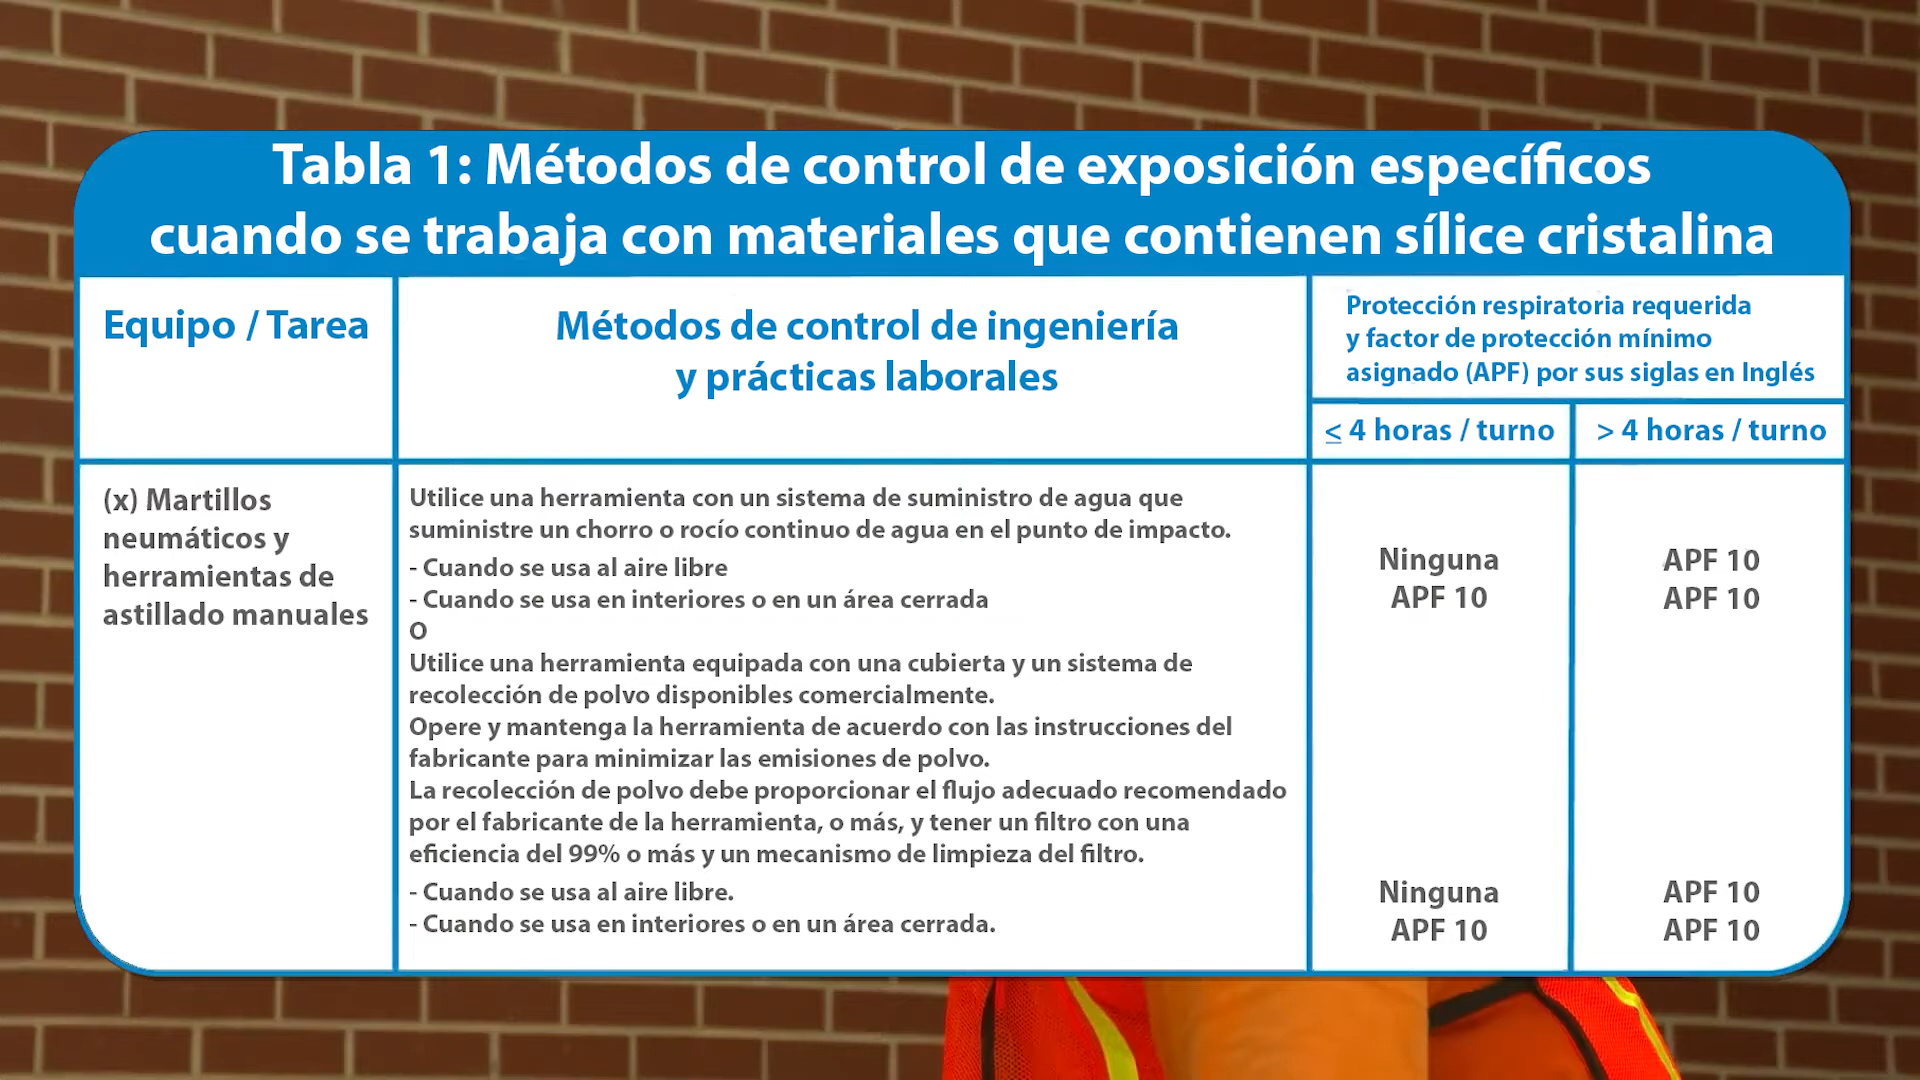 Tabla 1: Métodos de control de exposición específicos
cuando se trabaja con materiales que contienen sílice cristalina
Equipo / Tarea
Métodos de control de ingeniería
y prácticas laborales
Protección respiratoria requerida
y factor de protección mínimo
asignado (APF) por sus siglas en Inglés
≤ 4 horas / turno
> 4 horas / turno
(x) Martillos
neumáticos y
herramientas de
astillado manuales
Utilice una herramienta con un sistema de suministro de agua que
suministre un chorro o rocío continuo de agua en el punto de impacto.
- Cuando se usa al aire libre
- Cuando se usa en interiores o en un área cerrada
O
Utilice una herramienta equipada con una cubierta y un sistema de
recolección de polvo disponibles comercialmente.
Opere y mantenga la herramienta de acuerdo con las instrucciones del
fabricante para minimizar las emisiones de polvo.
La recolección de polvo debe proporcionar el flujo adecuado recomendado
por el fabricante de la herramienta, o más, y tener un filtro con una
eficiencia del 99% o más y un mecanismo de limpieza del filtro.
- Cuando se usa al aire libre.
- Cuando se usa en interiores o en un área cerrada.
Ninguna
APF 10
Ninguna
APF 10
APF 10
APF 10
APF 10
APF 10